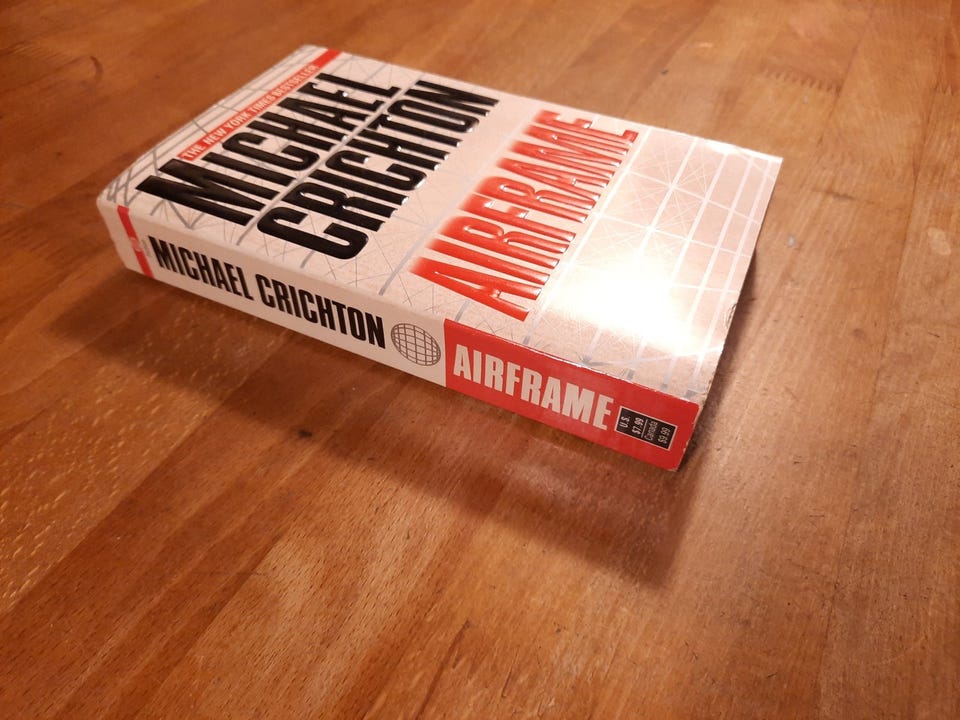 THE NEW YORK TIMES BESTSELLER
MICHAEL
CRICHTON
AIRFRAME
MICHAEL CRICHTON
AIRFRAME
U.S.
$7.99
Canada
$9.99